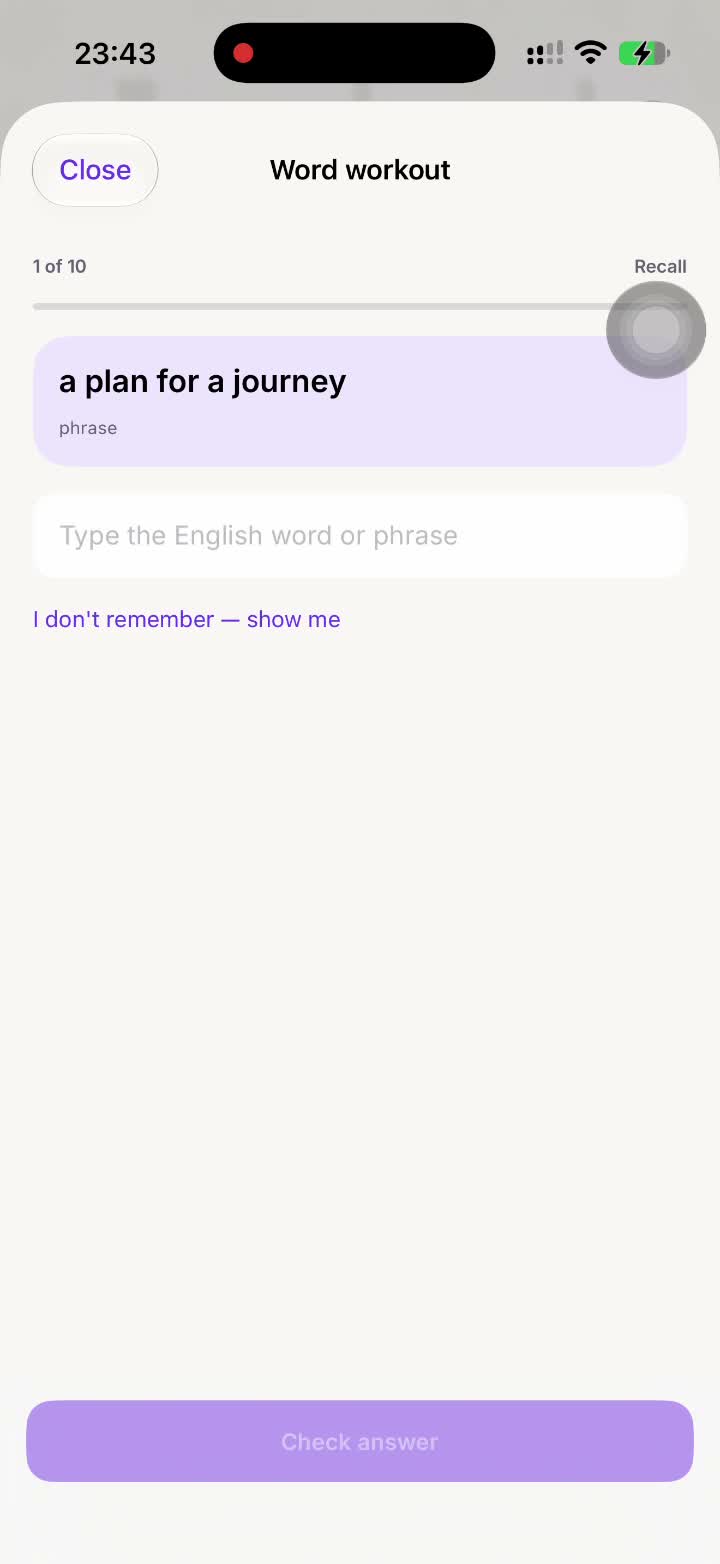 23:43
Close
Word workout
1 of 10
Recall
a plan for a journey
phrase
Type the English word or phrase
I don't remember — show me
Check answer